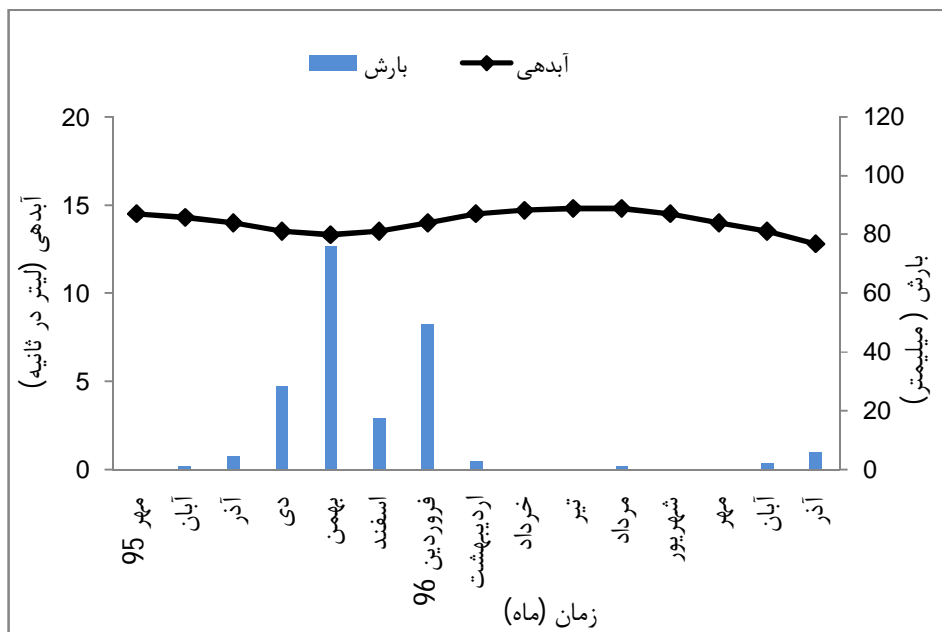 بارش
آبدهی
آبدهی (لیتر در ثانیه)
20
15
10
5
0
بارش ( میلیمتر)
120
100
80
60
40
20
0
مهر 95
آبان
آذر
دی
بهمن
اسفند
فروردین 96
اردیبهشت
خرداد
تیر
مرداد
شهریور
مهر
آبان
آذر
زمان (ماه)